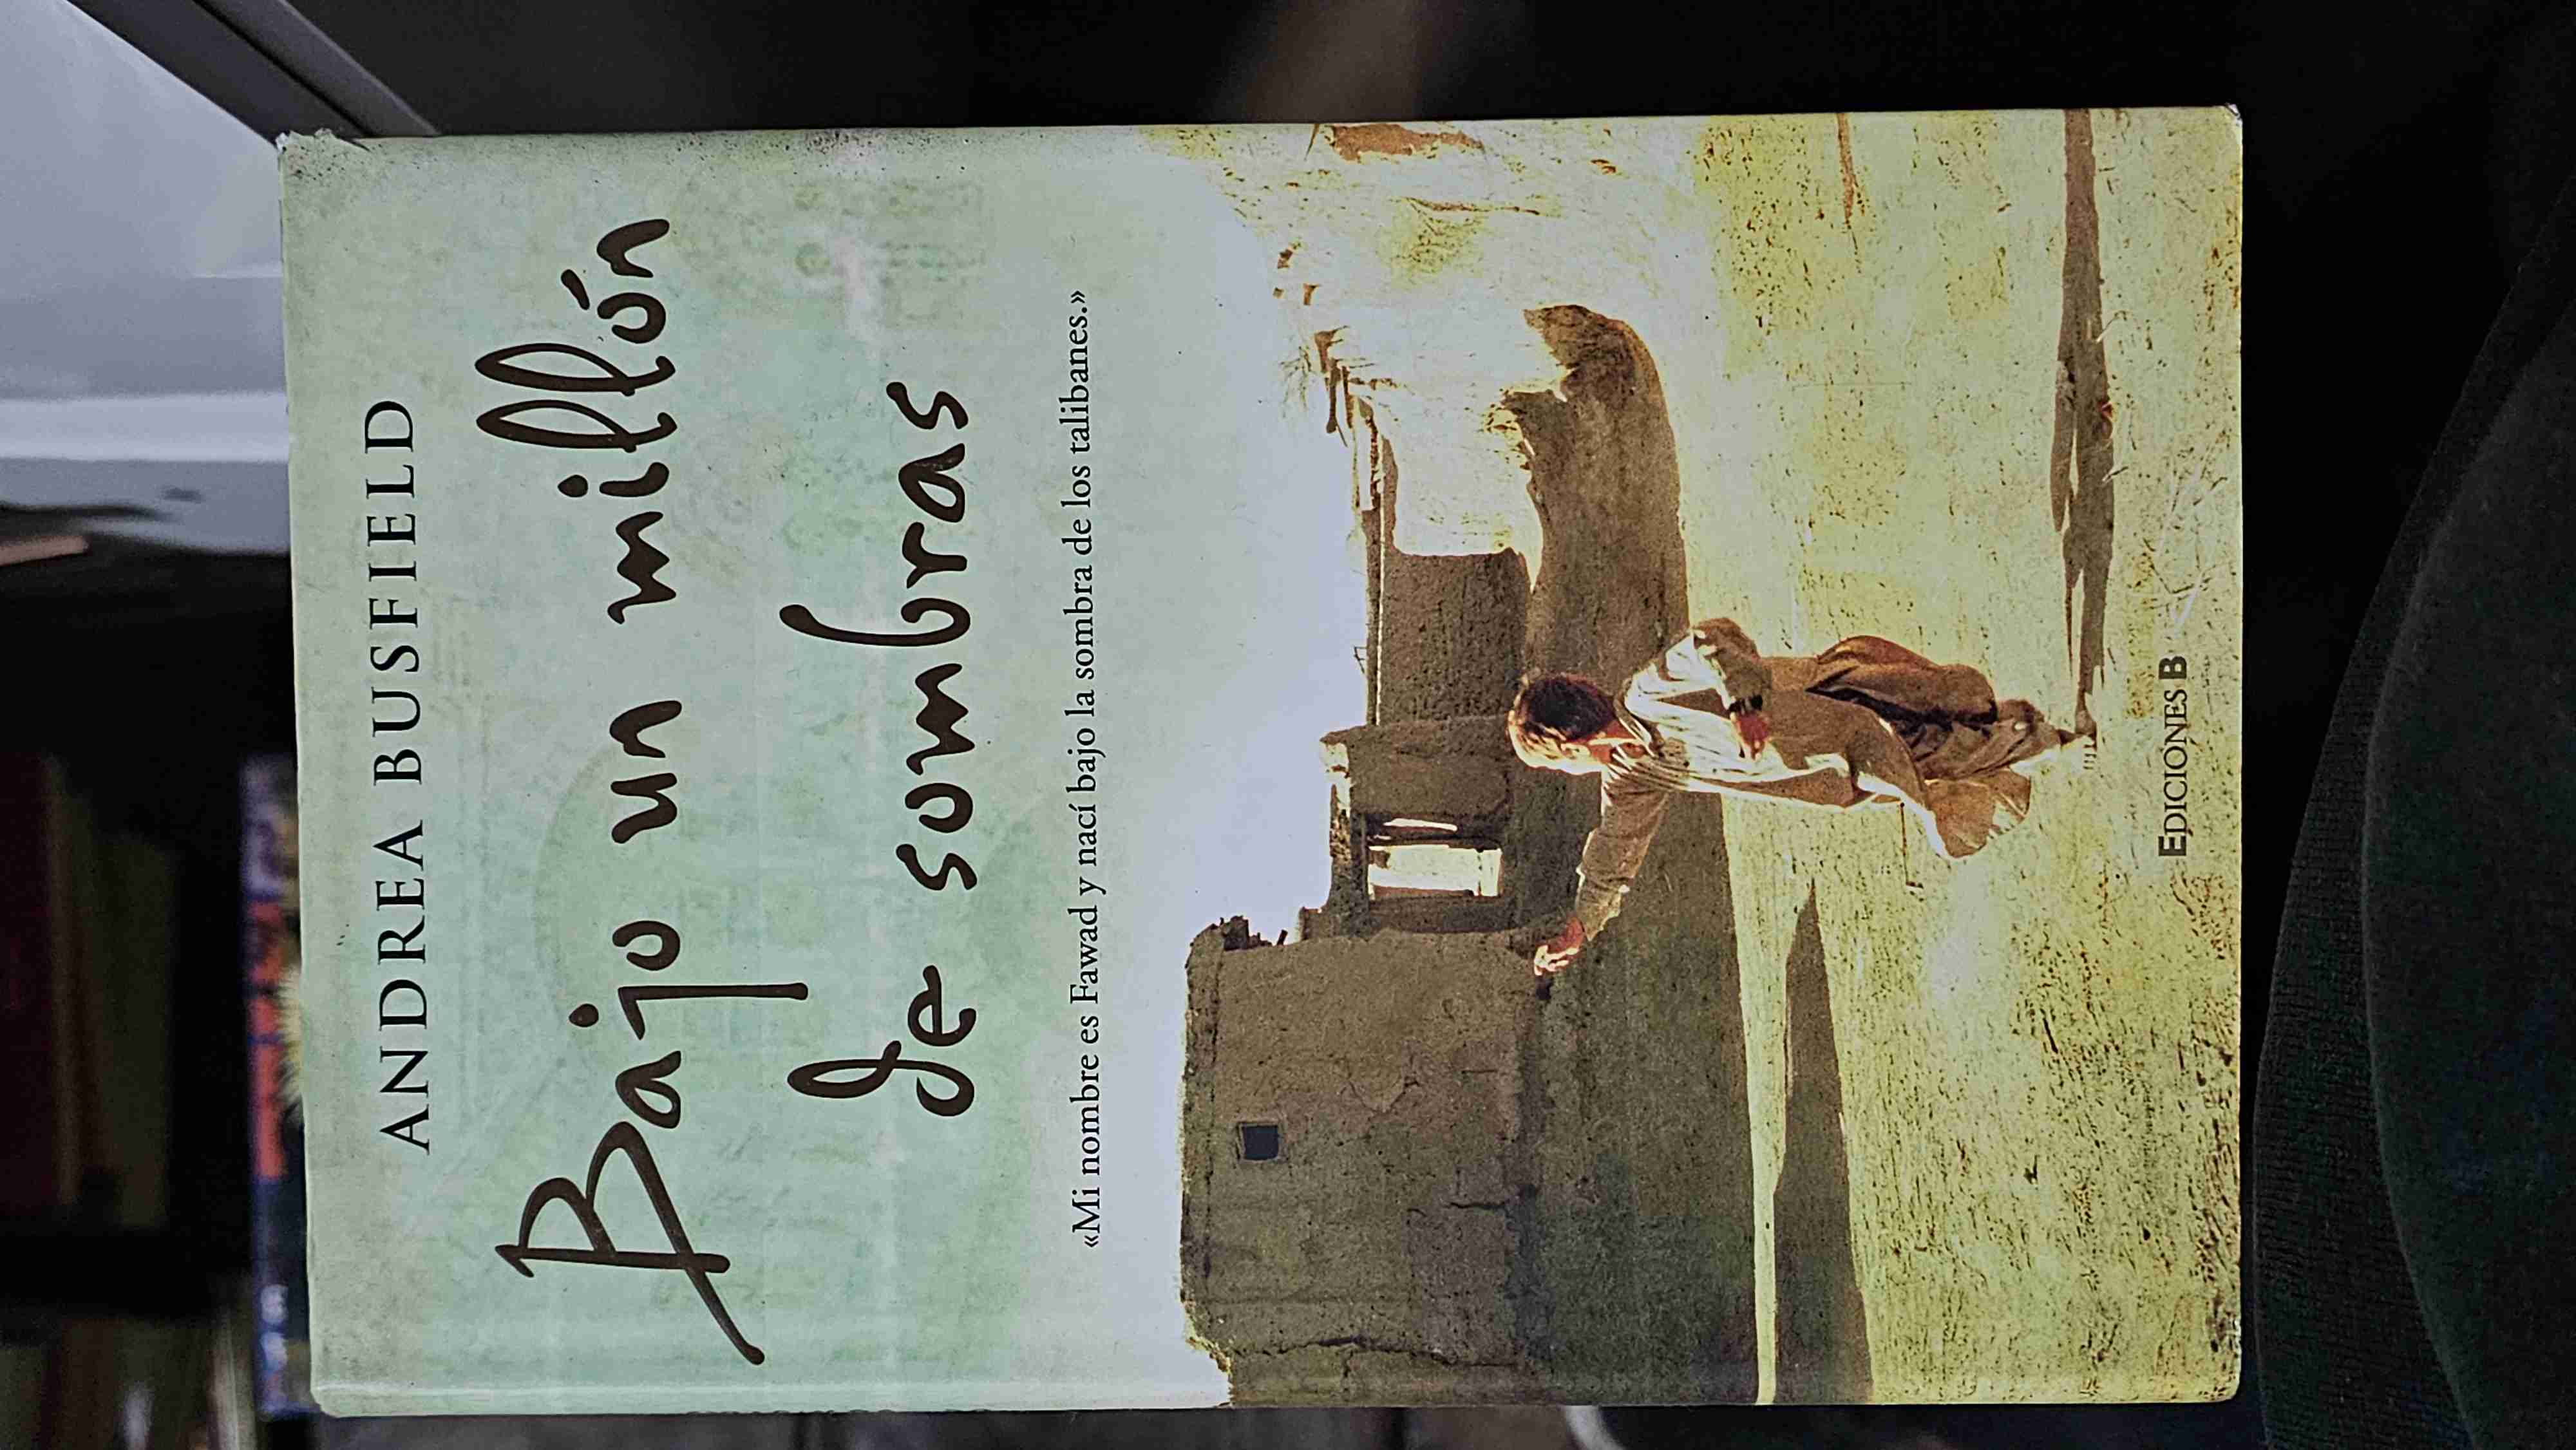 ANDREA BUSFIELD
Bajo un millón
de sombras
«Mi nombre es Fawad y nací bajo la sombra de los talibanes.»
EDICIONES B